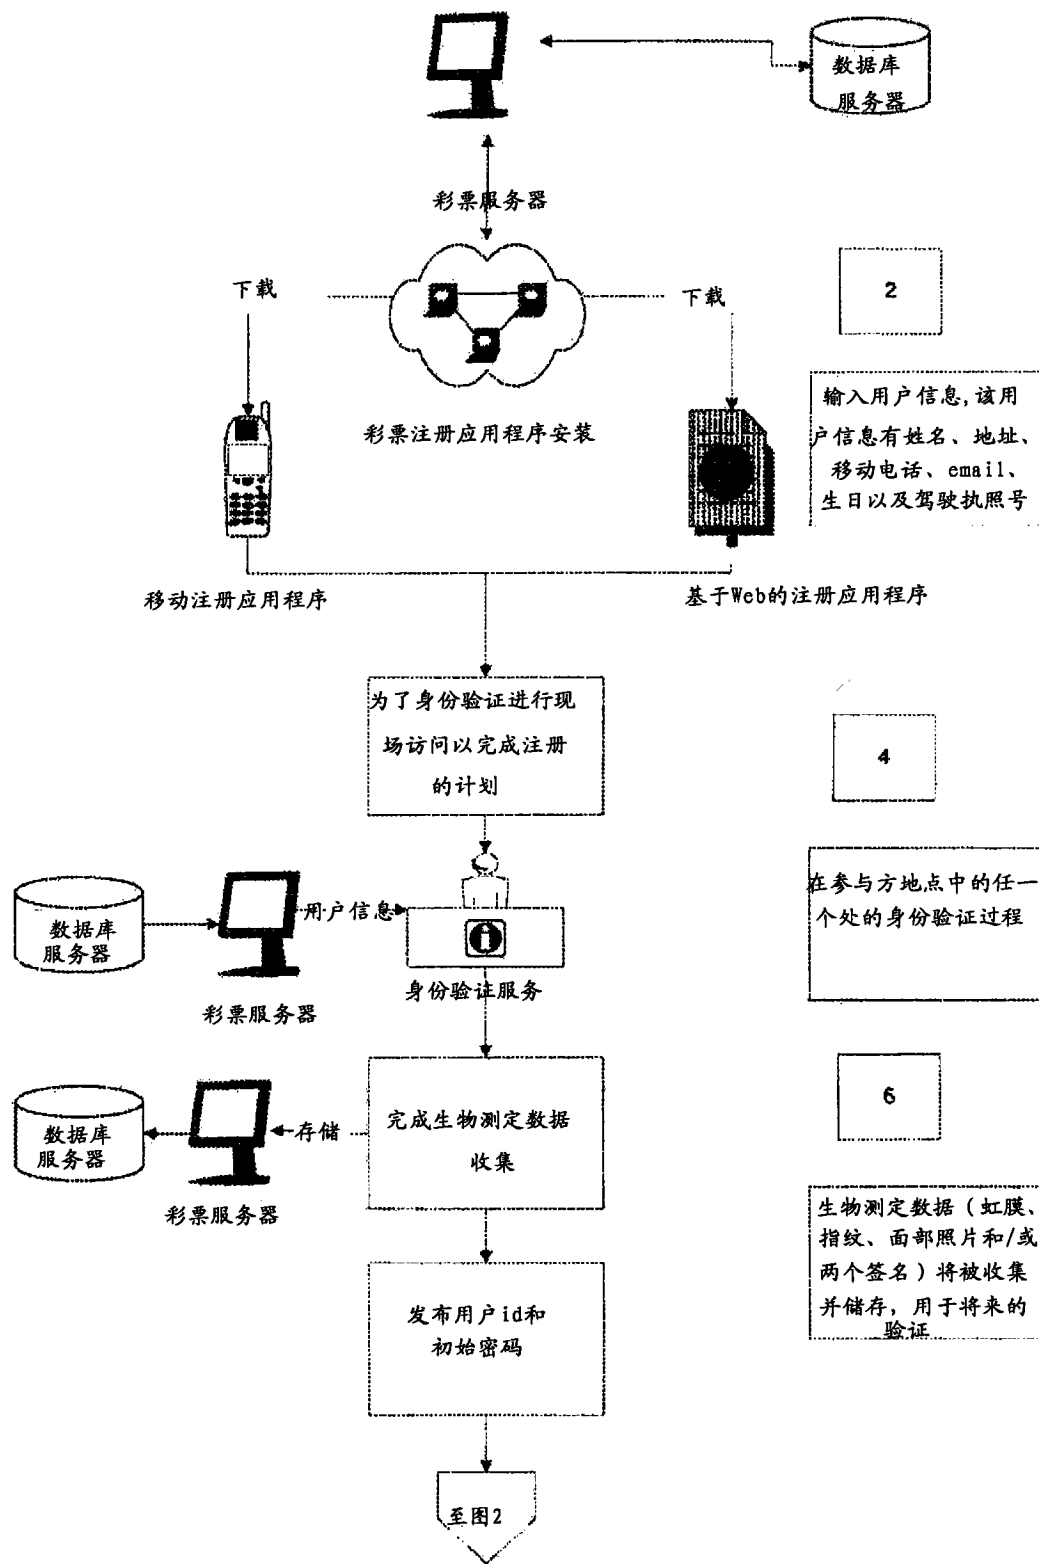 数据库
服务器
彩票服务器
下载
下载
2
彩票注册应用程序安装
输入用户信息,该用
户信息有姓名、地址、
移动电话、email、
生日以及驾驶执照号
移动注册应用程序
基于Web的注册应用程序
为了身份验证进行现
场访问以完成注册
的计划
4
数据库
服务器
用户信息
彩票服务器
身份验证服务
在参与方地点中的任一
个处的身份验证过程
6
数据库
服务器
存储
彩票服务器
完成生物测定数据
收集
生物测定数据（虹膜、
指纹、面部照片和/或
两个签名）将被收集
并储存，用于将来的
验证
发布用户id和
初始密码
至图2